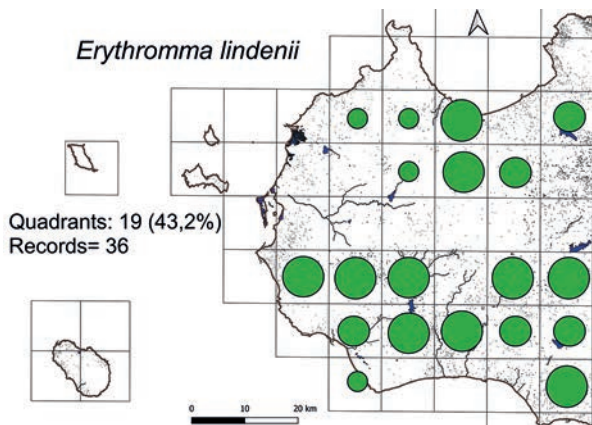 Erythromma lindenii
Quadrants: 19 (43,2%)
Records= 36
0 10 20 km